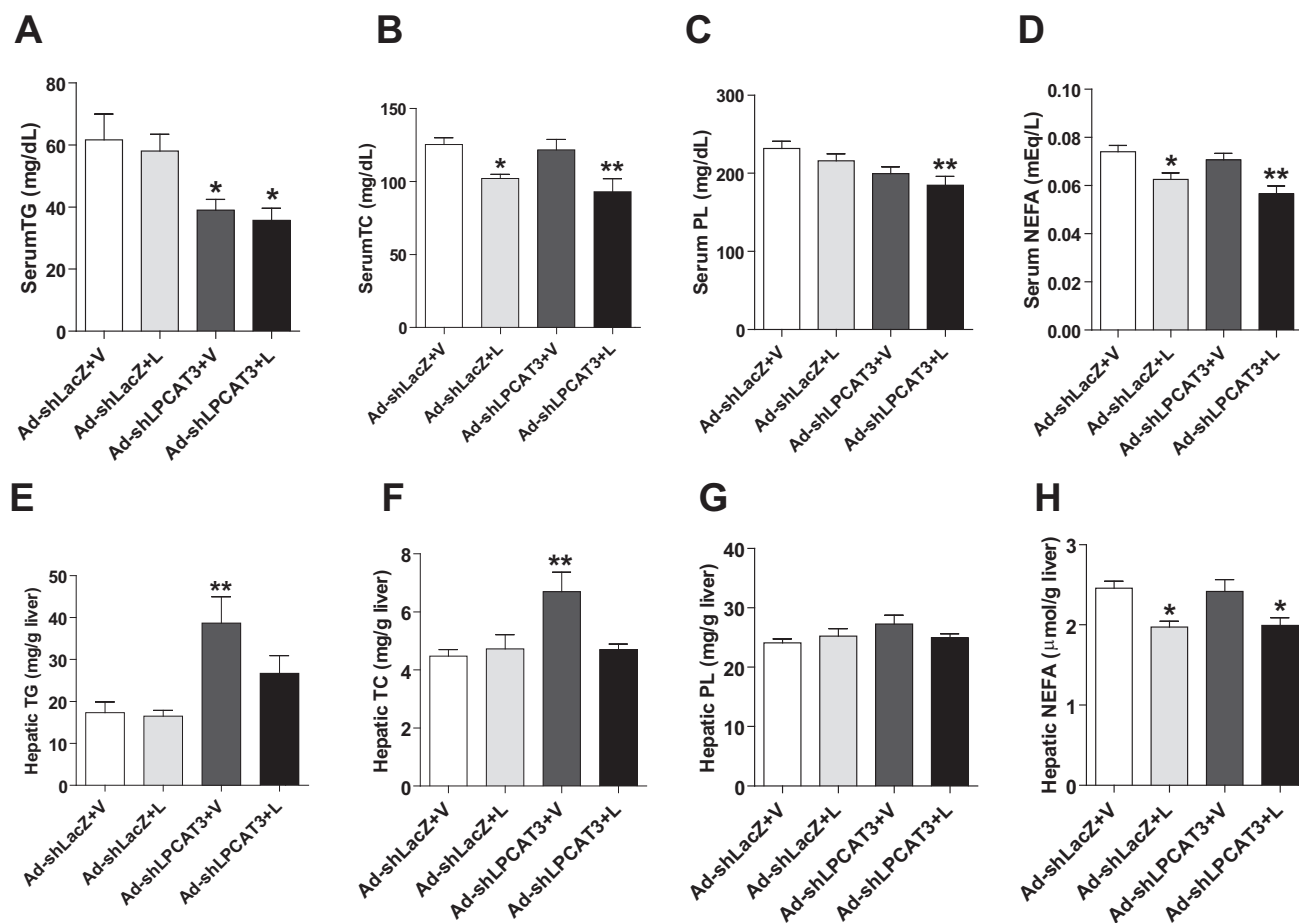 A
SerumTG (mg/dL)
80
60
40
20
0
*
*
Ad-shLacZ+V
Ad-shLacZ+L
Ad-shLPCAT3+V
Ad-shLPCAT3+L
B
SerumTC (mg/dL)
150
100
50
0
*
**
Ad-shLacZ+V
Ad-shLacZ+L
Ad-shLPCAT3+V
Ad-shLPCAT3+L
C
Serum PL (mg/dL)
300
200
100
0
**
Ad-shLacZ+V
Ad-shLacZ+L
Ad-shLPCAT3+V
Ad-shLPCAT3+L
D
Serum NEFA (mEq/L)
0.10
0.08
0.06
0.04
0.02
0.00
*
**
Ad-shLacZ+V
Ad-shLacZ+L
Ad-shLPCAT3+V
Ad-shLPCAT3+L
E
Hepatic TG (mg/g liver)
50
40
30
20
10
0
**
Ad-shLacZ+V
Ad-shLacZ+L
Ad-shLPCAT3+V
Ad-shLPCAT3+L
F
Hepatic TC (mg/g liver)
8
6
4
2
0
**
Ad-shLacZ+V
Ad-shLacZ+L
Ad-shLPCAT3+V
Ad-shLPCAT3+L
G
Hepatic PL (mg/g liver)
40
30
20
10
0
Ad-shLacZ+V
Ad-shLacZ+L
Ad-shLPCAT3+V
Ad-shLPCAT3+L
H
Hepatic NEFA (μmol/g liver)
3
2
1
0
*
*
Ad-shLacZ+V
Ad-shLacZ+L
Ad-shLPCAT3+V
Ad-shLPCAT3+L